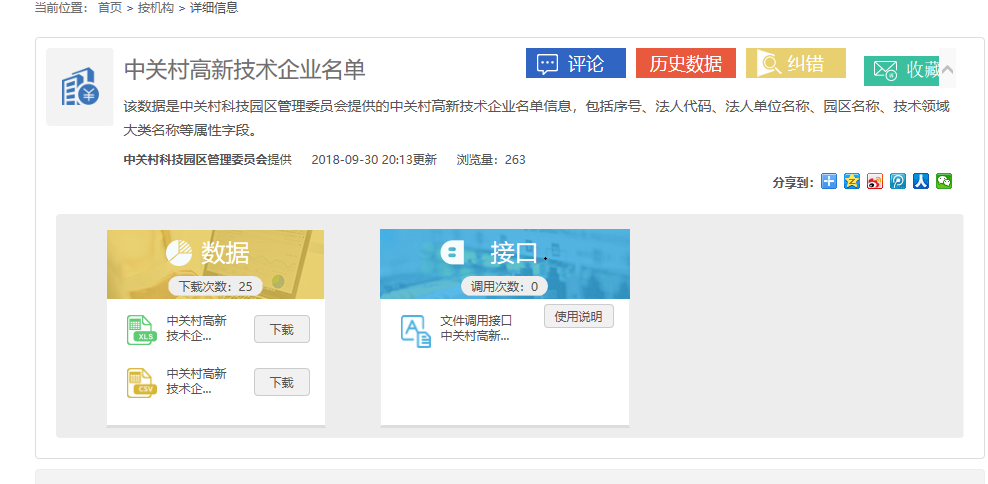 当前位置： 首页 > 按机构 > 详细信息
中关村高新技术企业名单
评论
历史数据
纠错
收藏
该数据是中关村科技园区管理委员会提供的中关村高新技术企业名单信息，包括序号、法人代码、法人单位名称、园区名称、技术领域
大类名称等属性字段。
中关村科技园区管理委员会提供 2018-09-30 20:13更新 浏览量：263
分享到：
数据
下载次数：25
XLS
中关村高新
技术企...
下载
CSV
中关村高新
技术企...
下载
接口
调用次数：0
文件调用接口
中关村高新...
使用说明